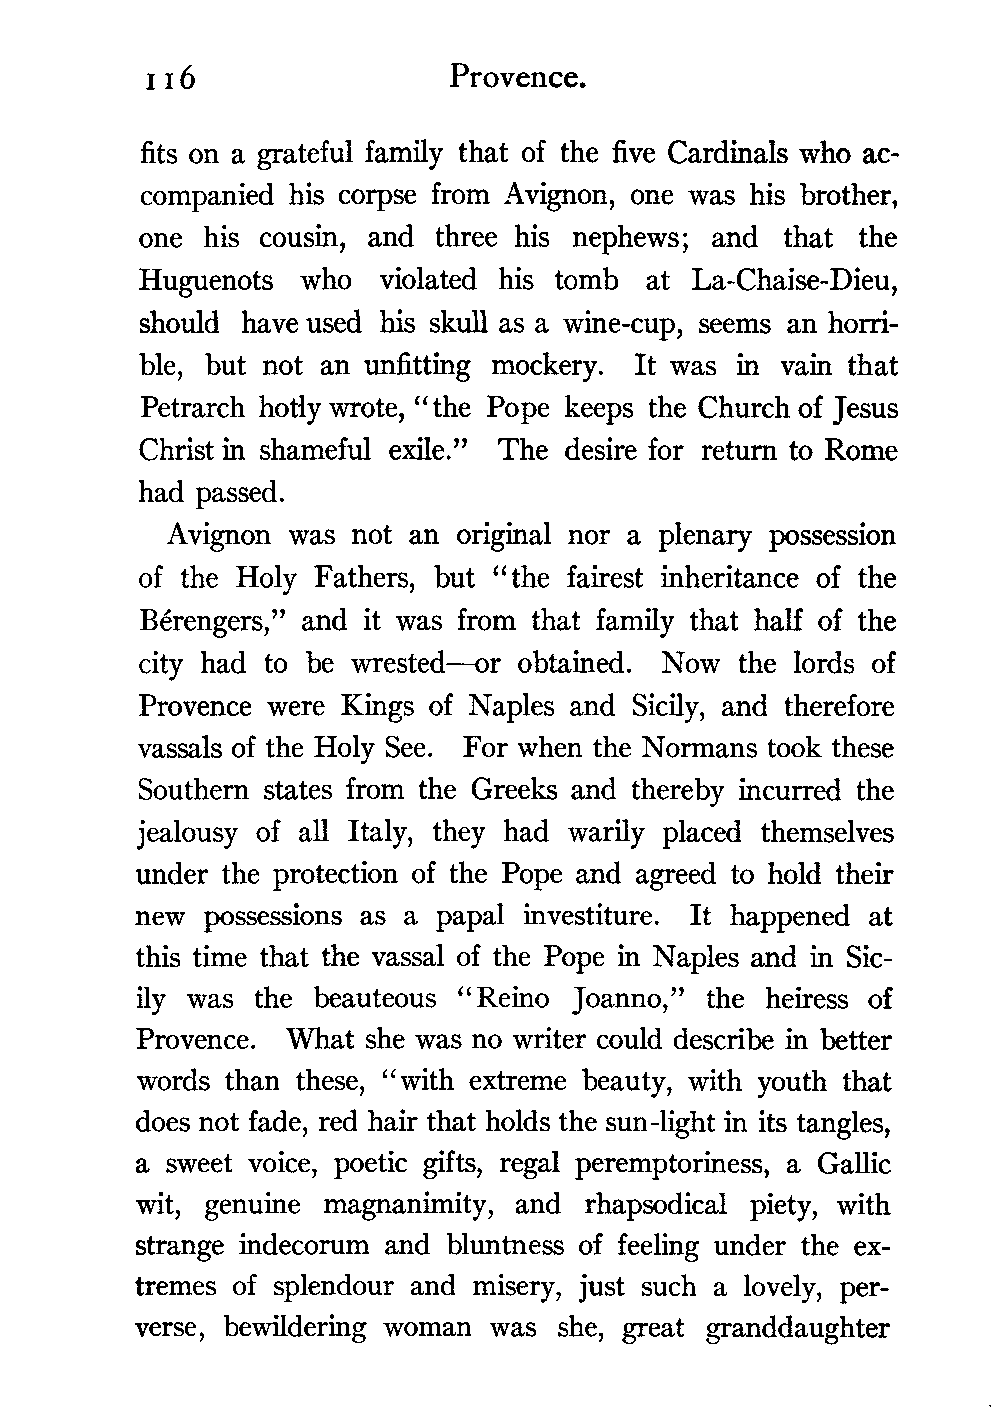 116 Provence.
fits on a grateful family that of the five Cardinals who ac-
companied his corpse from Avignon, one was his brother,
one his cousin, and three his nephews; and that the
Huguenots who violated his tomb at La-Chaise-Dieu,
should have used his skull as a wine-cup, seems an horri-
ble, but not an unfitting mockery. It was in vain that
Petrarch hotly wrote, “the Pope keeps the Church of Jesus
Christ in shameful exile.” The desire for return to Rome
had passed.
Avignon was not an original nor a plenary possession
of the Holy Fathers, but “the fairest inheritance of the
Bérengers,” and it was from that family that half of the
city had to be wrested—or obtained. Now the lords of
Provence were Kings of Naples and Sicily, and therefore
vassals of the Holy See. For when the Normans took these
Southern states from the Greeks and thereby incurred the
jealousy of all Italy, they had warily placed themselves
under the protection of the Pope and agreed to hold their
new possessions as a papal investiture. It happened at
this time that the vassal of the Pope in Naples and in Sic-
ily was the beauteous “Reino Joanno,” the heiress of
Provence. What she was no writer could describe in better
words than these, “with extreme beauty, with youth that
does not fade, red hair that holds the sun-light in its tangles,
a sweet voice, poetic gifts, regal peremptoriness, a Gallic
wit, genuine magnanimity, and rhapsodical piety, with
strange indecorum and bluntness of feeling under the ex-
tremes of splendour and misery, just such a lovely, per-
verse, bewildering woman was she, great granddaughter